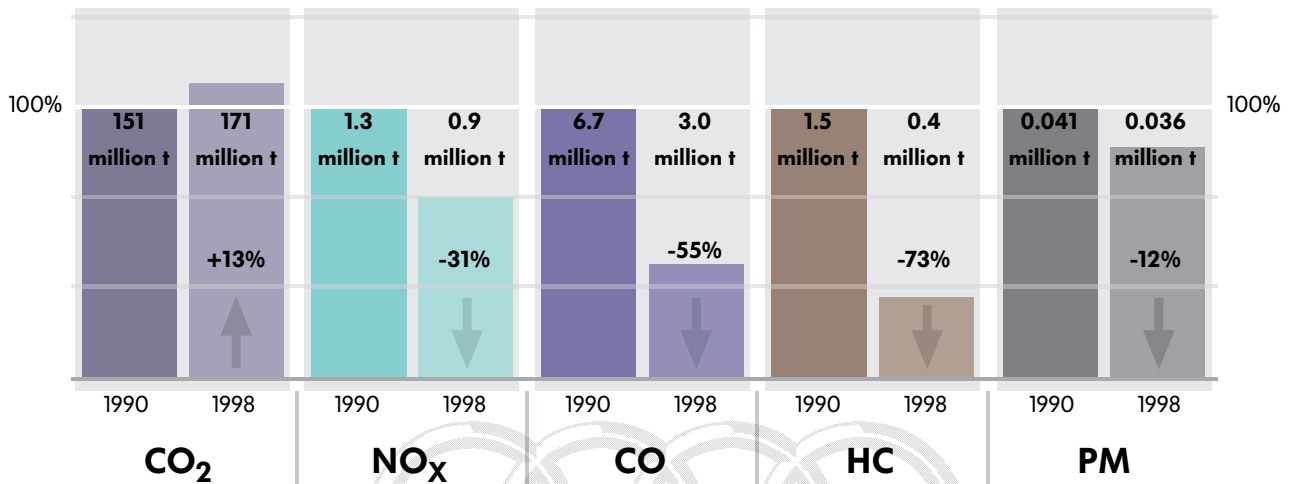 100%
100%
151
million t
171
million t
1.3
million t
0.9
million t
6.7
million t
3.0
million t
1.5
million t
0.4
million t
0.041
million t
0.036
million t
+13%
-31%
-55%
-73%
-12%
1990
1998
1990
1998
1990
1998
1990
1998
1990
1998
CO₂
NOₓ
CO
HC
PM